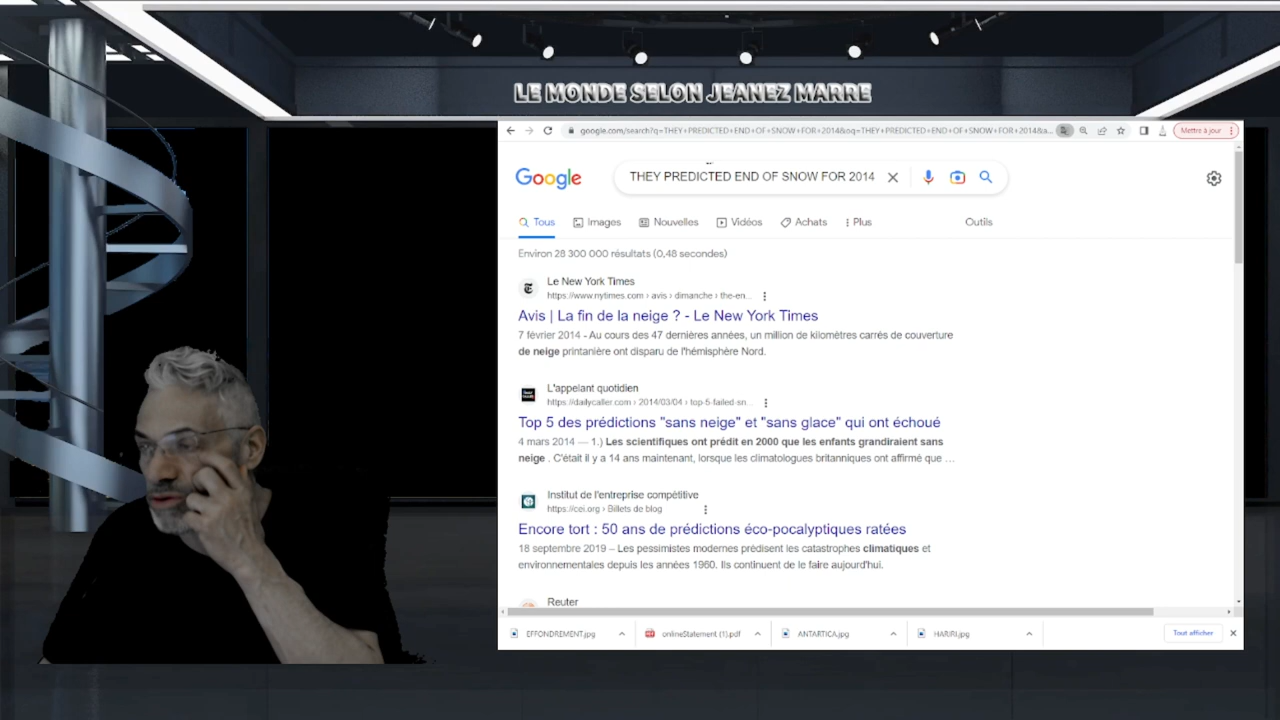 LE MONDE SELON JEANEZ MARRE
google.com/search?q=THEY+PREDICTED+END+OF+SNOW+FOR+2014&oq=THEY+PREDICTED+END+OF+SNOW+FOR+2014&a...
Mettre à jour
Google
THEY PREDICTED END OF SNOW FOR 2014
Tous Images Nouvelles Vidéos Achats Plus Outils
Environ 28 300 000 résultats (0,48 secondes)
Le New York Times
https://www.nytimes.com › avis › dimanche › the-en...
Avis | La fin de la neige ? - Le New York Times
7 février 2014 - Au cours des 47 dernières années, un million de kilomètres carrés de couverture
de neige printanière ont disparu de l'hémisphère Nord.
L'appelant quotidien
https://dailycaller.com › 2014/03/04 › top-5-failed-sn...
Top 5 des prédictions "sans neige" et "sans glace" qui ont échoué
4 mars 2014 — 1.) Les scientifiques ont prédit en 2000 que les enfants grandiraient sans
neige . C'était il y a 14 ans maintenant, lorsque les climatologues britanniques ont affirmé que ...
Institut de l'entreprise compétitive
https://cei.org › Billets de blog
Encore tort : 50 ans de prédictions éco-pocalyptiques ratées
18 septembre 2019 – Les pessimistes modernes prédisent les catastrophes climatiques et
environnementales depuis les années 1960. Ils continuent de le faire aujourd'hui.
Reuter
EFFONDREMENT.jpg onlineStatement (1).pdf ANTARTICA.jpg HARIRI.jpg Tout afficher